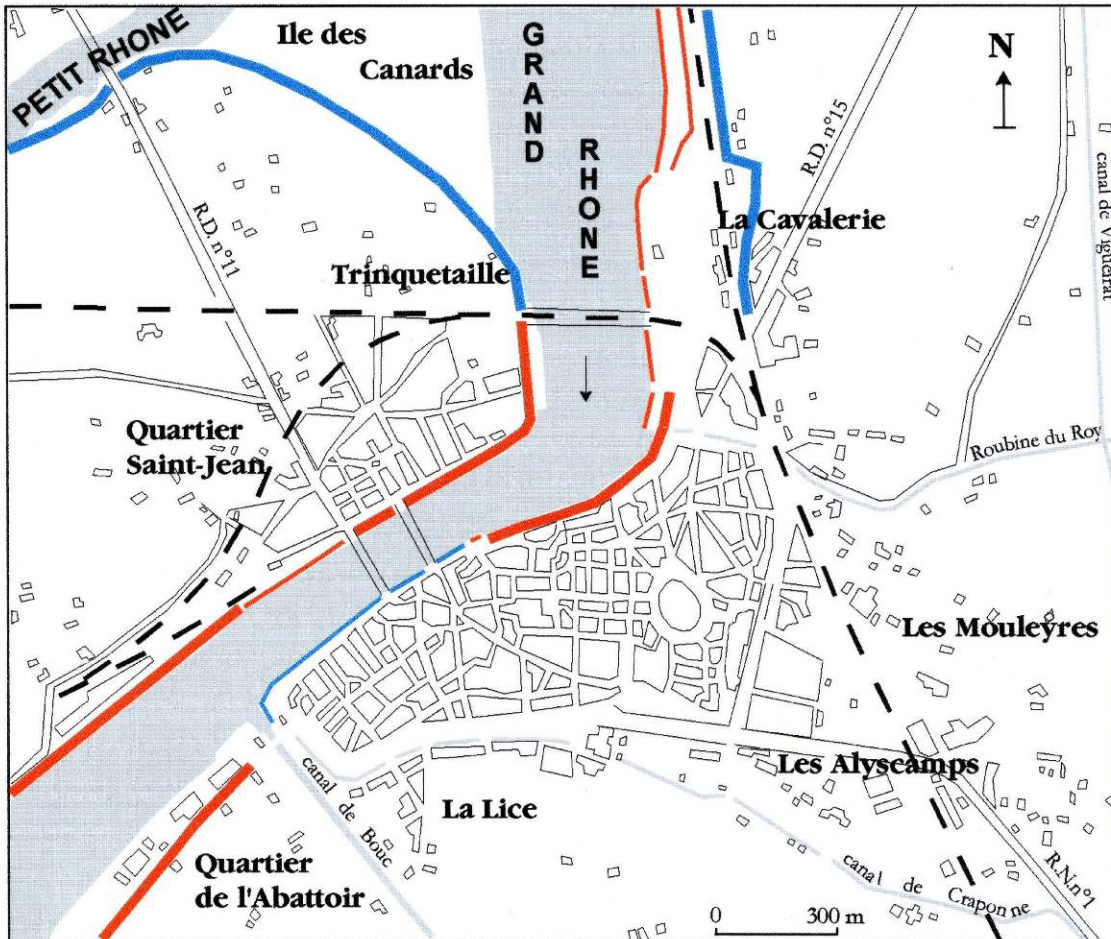 PETIT RHONE
Ile des
Canards
GRAND
RHONE
N
R.D. n°15
canal de Vigueirat
R.D. n°11
La Cavalerie
Trinquetaille
Quartier
Saint-Jean
Roubine du Roy
Les Mouleyres
Les Alyscamps
canal de Bouc
La Lice
Quartier
de l'Abattoir
canal de Craponne
R.N.n°1
0 300 m